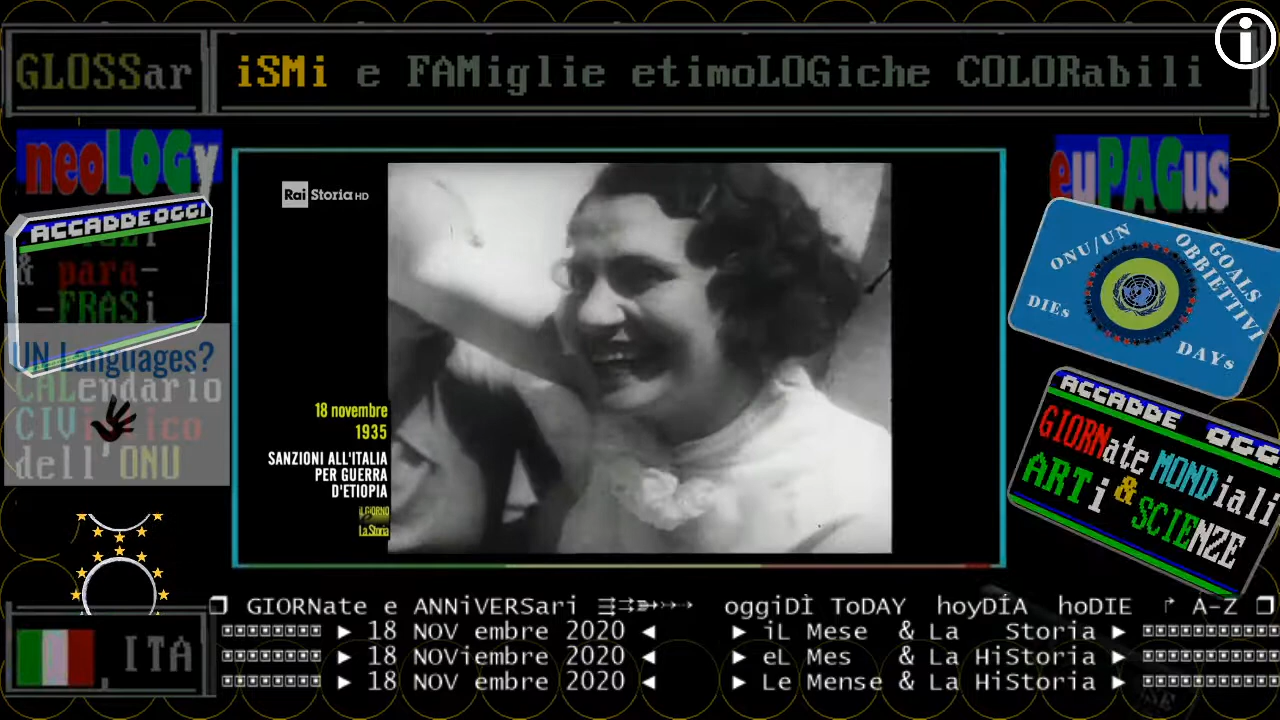 GLOSSar
iSMi e FAMiglie etimoLOGiche COLORabili
neoLOGy
euPAGus
ACCADDE OGGI
& para-
-FRASi
UN Languages?
CALendario
CIVi
dell'ONU
Rai Storia HD
18 novembre
1935
SANZIONI ALL'ITALIA
PER GUERRA
D'ETIOPIA
IL GIORNO
La Storia
ONU/UN
GOALS
OBBIETTIVI
DIEs
DAYs
ACCADDE OGG
GIORNate MONDiali
ARTi & SCIENZE
GIORNate e ANNiVERSari oggiDÌ ToDAY hoyDÍA hoDIE A-Z
18 NOV embre 2020 iL Mese & La Storia
18 NOViembre 2020 eL Mes & La HiStoria
18 NOV embre 2020 Le Mense & La HiStoria
ITA